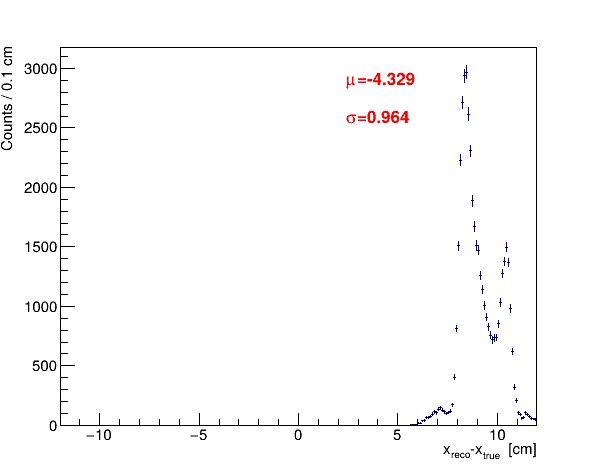 Counts / 0.1 cm
3000
2500
2000
1500
1000
500
0
μ=-4.329
σ=0.964
−10 −5 0 5 10
x_reco-x_true [cm]